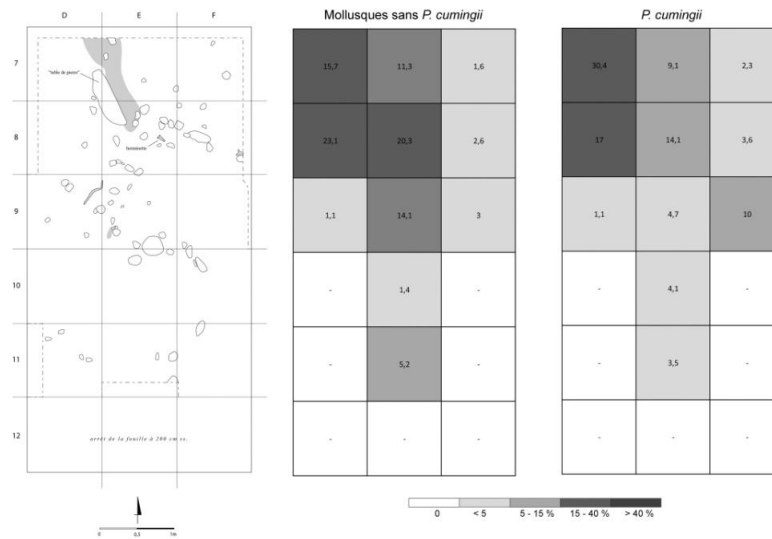 Mollusques sans P. cumingii
P. cumingii
D E F
7
8
9
10
11
12
"table de pierre"
arrêt de la fouille à 200 cm ss.
0 0,5 1m
15,7 11,3 1,6
23,1 20,3 2,6
1,1 14,1 3
- 1,4 -
- 5,2 -
- - -
30,4 9,1 2,3
17 14,1 3,6
1,1 4,7 10
- 4,1 -
- 3,5 -
- - -
0 < 5 5 - 15 % 15 - 40 % > 40 %